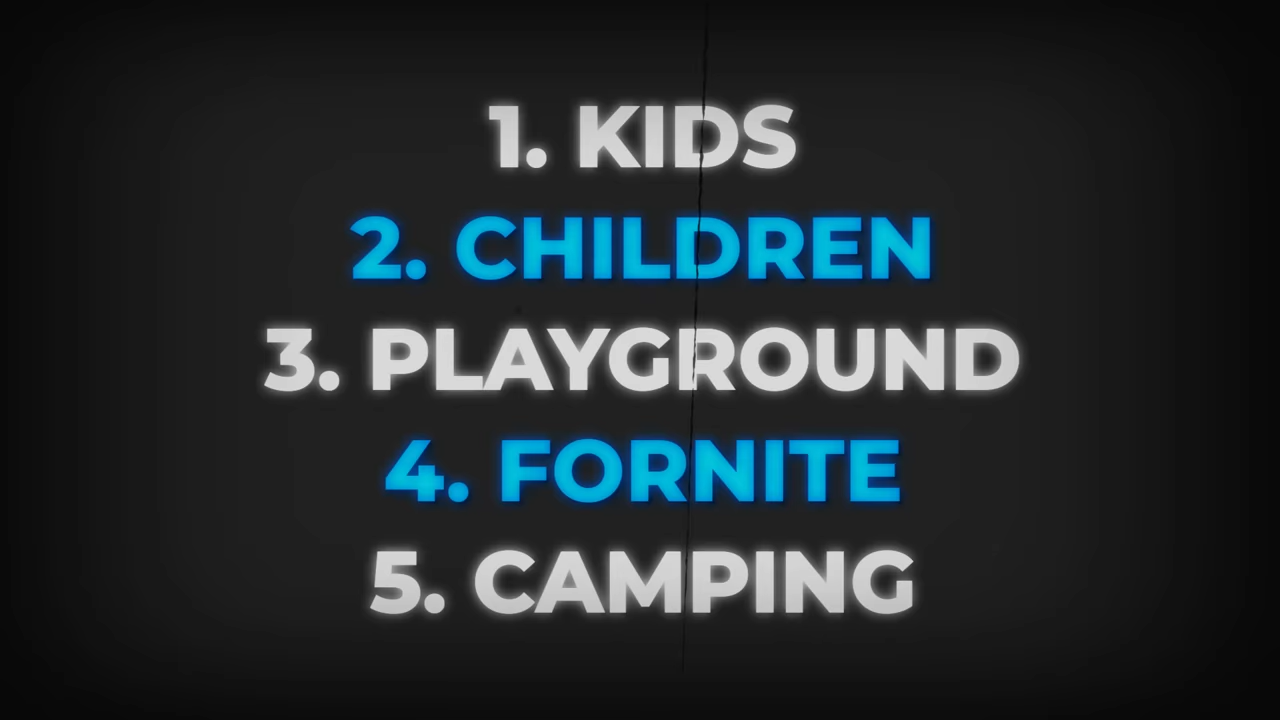 1. KIDS
2. CHILDREN
3. PLAYGROUND
4. FORNITE
5. CAMPING